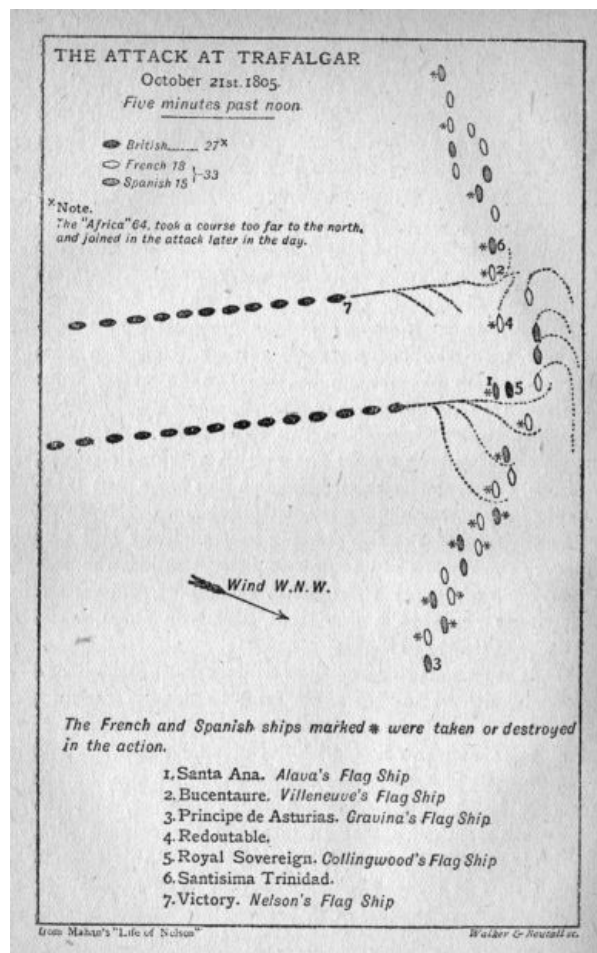 THE ATTACK AT TRAFALGAR
October 21st. 1805.
Five minutes past noon
British...... 27x
French 18
Spanish 15 }-33
xNote.
The "Africa" 64, took a course too far to the north,
and joined in the attack later in the day.
*6
*2
7
*4
1
* 5
Wind W.N.W.
3
The French and Spanish ships marked * were taken or destroyed
in the action.
1. Santa Ana. Alava's Flag Ship
2. Bucentaure. Villeneuve's Flag Ship
3. Principe de Asturias. Gravina's Flag Ship
4. Redoutable.
5. Royal Sovereign. Collingwood's Flag Ship
6. Santisima Trinidad.
7. Victory. Nelson's Flag Ship
from Mahan's "Life of Nelson"
Walker & Boutall sc.